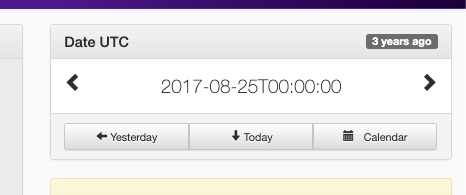 Date UTC 3 years ago
2017-08-25T00:00:00
Yesterday Today Calendar